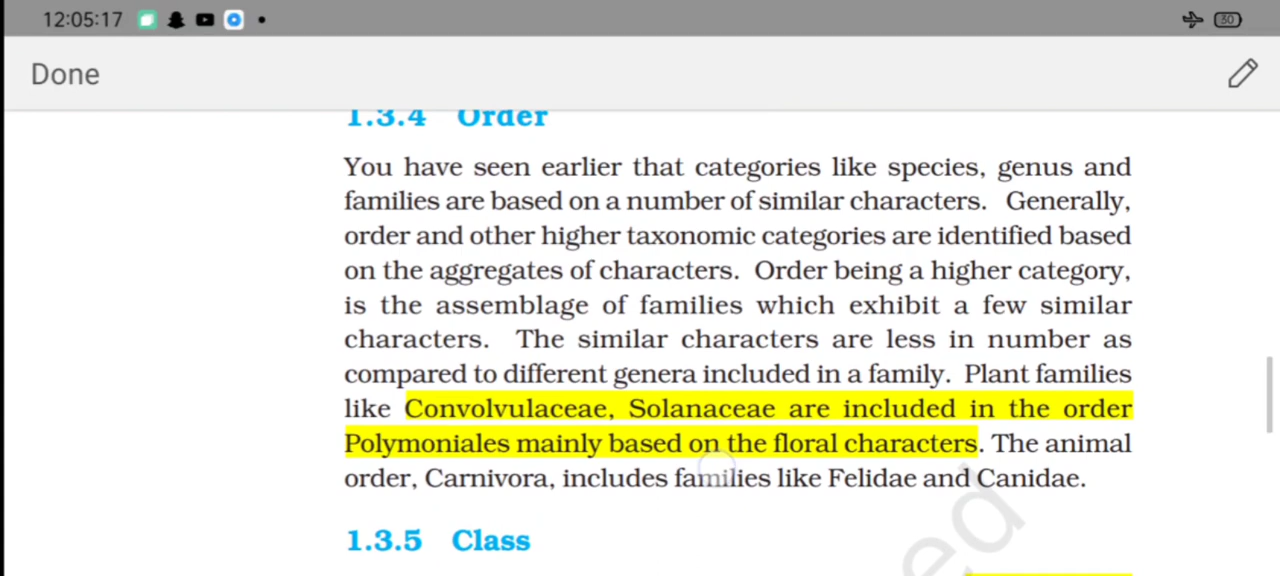 12:05:17
30
Done
1.3.4 Order
You have seen earlier that categories like species, genus and
families are based on a number of similar characters. Generally,
order and other higher taxonomic categories are identified based
on the aggregates of characters. Order being a higher category,
is the assemblage of families which exhibit a few similar
characters. The similar characters are less in number as
compared to different genera included in a family. Plant families
like Convolvulaceae, Solanaceae are included in the order
Polymoniales mainly based on the floral characters. The animal
order, Carnivora, includes families like Felidae and Canidae.
ed
1.3.5 Class